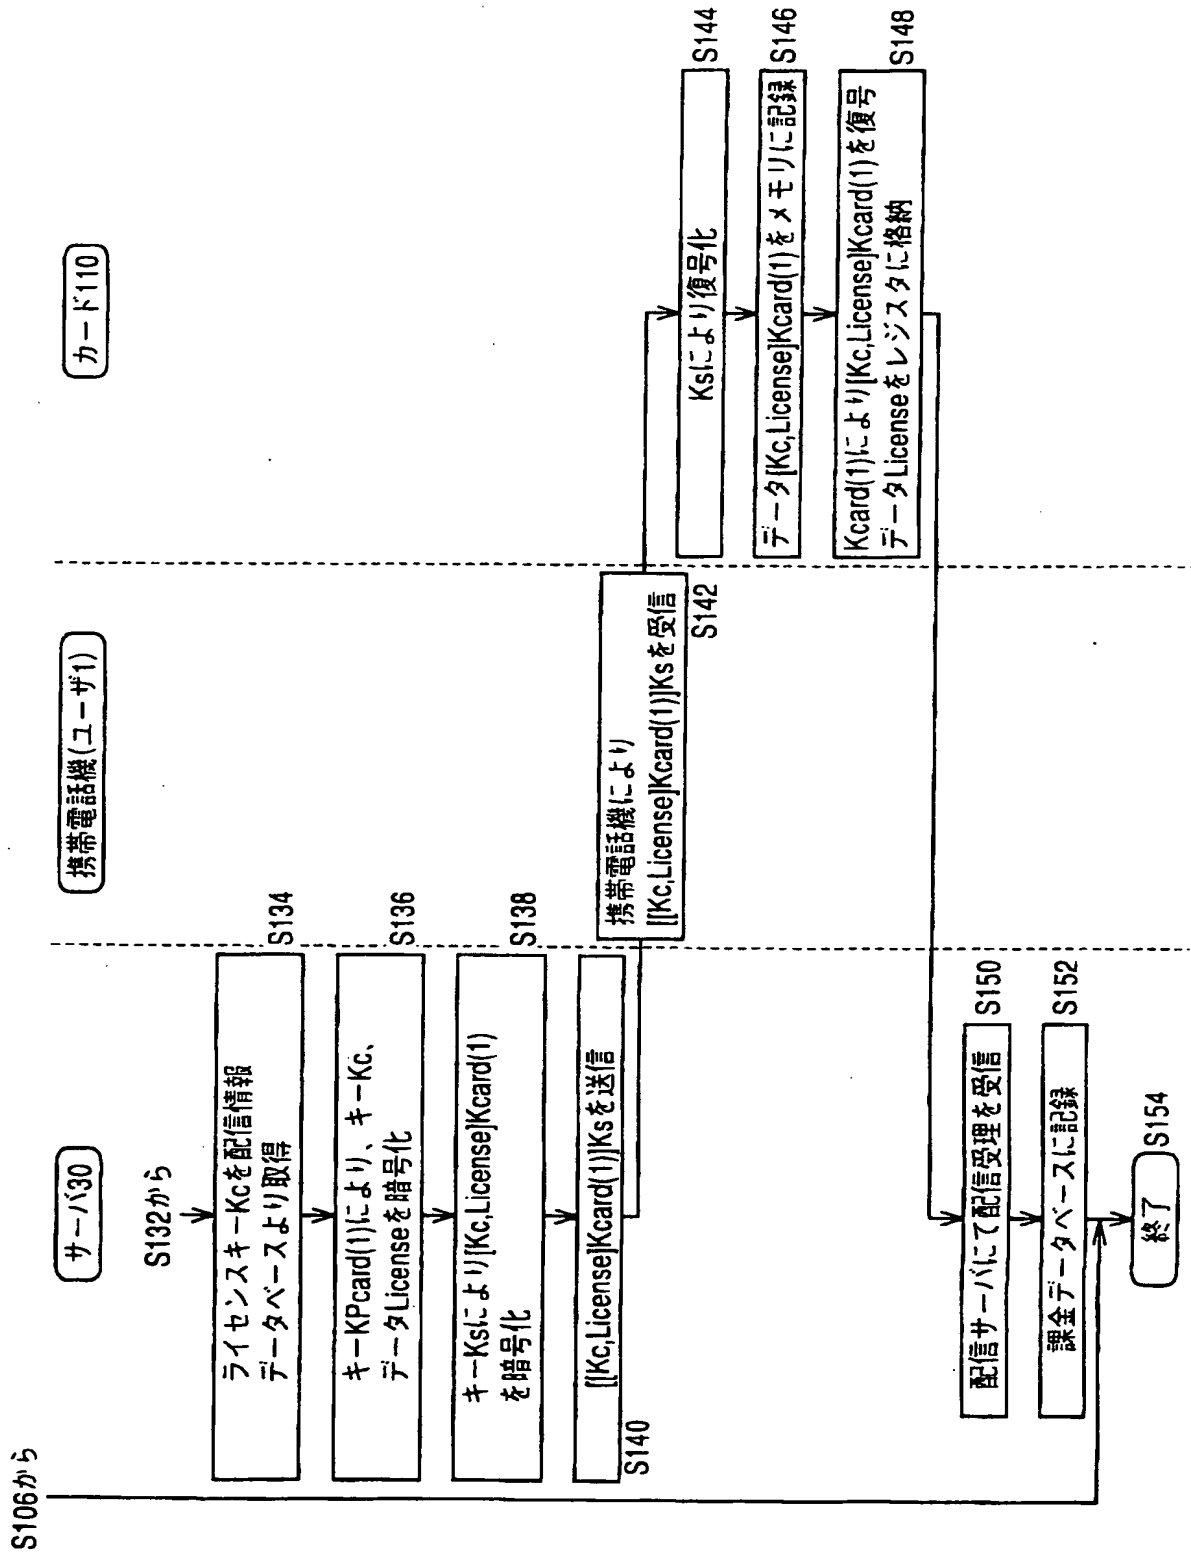 サーバ30
携帯電話機(ユーザ1)
カード110
S106から
S132から
ライセンスキーKcを配信情報
データベースより取得
S134
キーKPcard(1)により、キーKc、
データLicenseを暗号化
S136
キーKsにより[Kc,License]Kcard(1)
を暗号化
S138
[[Kc,License]Kcard(1)]Ksを送信
S140
携帯電話機により
[[Kc,License]Kcard(1)]Ksを受信
S142
Ksにより復号化
S144
データ[Kc,License]Kcard(1)をメモリに記録
S146
Kcard(1)により[Kc,License]Kcard(1)を復号
データLicenseをレジスタに格納
S148
配信サーバにて配信受理を受信
S150
課金データベースに記録
S152
終了
S154